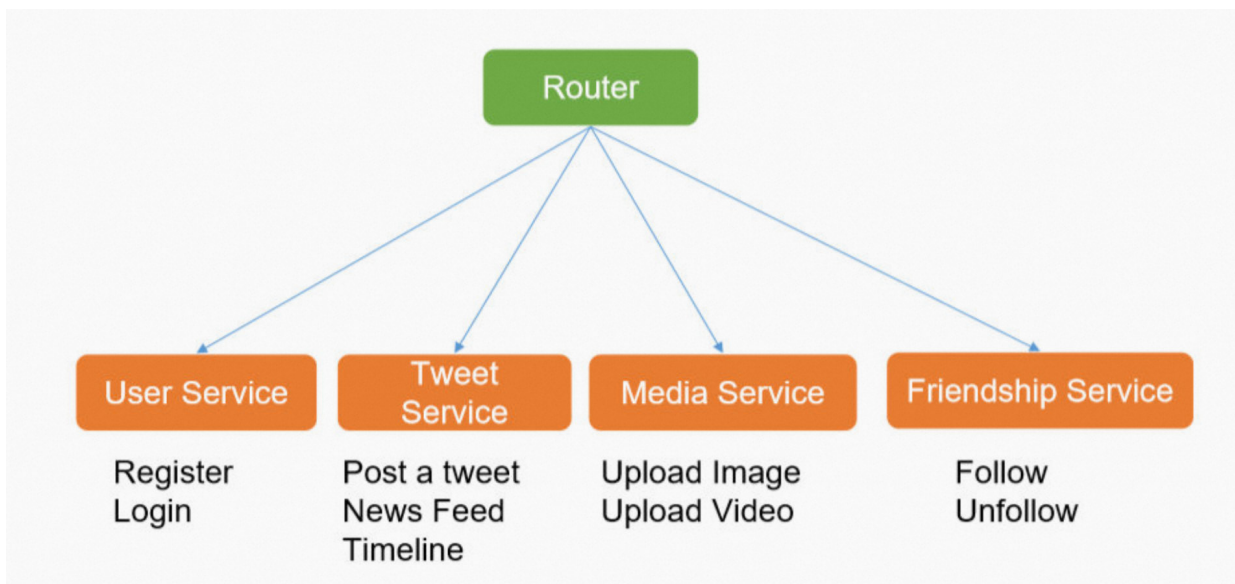 Router
User Service
Tweet
Service
Media Service
Friendship Service
Register
Login
Post a tweet
News Feed
Timeline
Upload Image
Upload Video
Follow
Unfollow